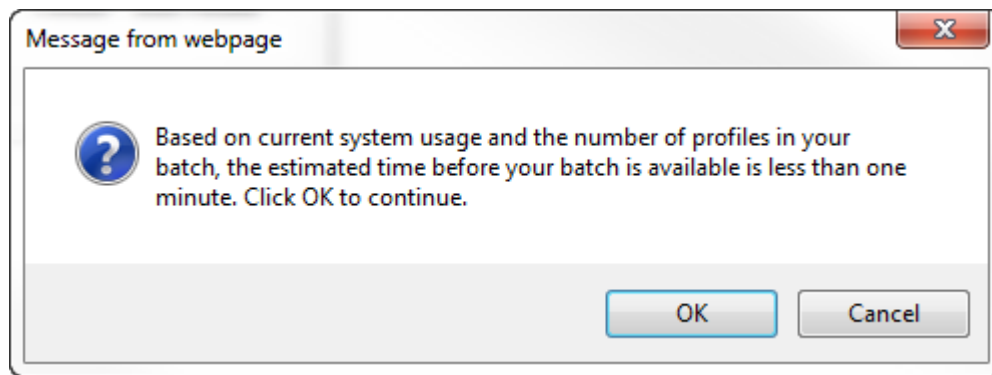 Message from webpage
Based on current system usage and the number of profiles in your
batch, the estimated time before your batch is available is less than one
minute. Click OK to continue.
OK
Cancel